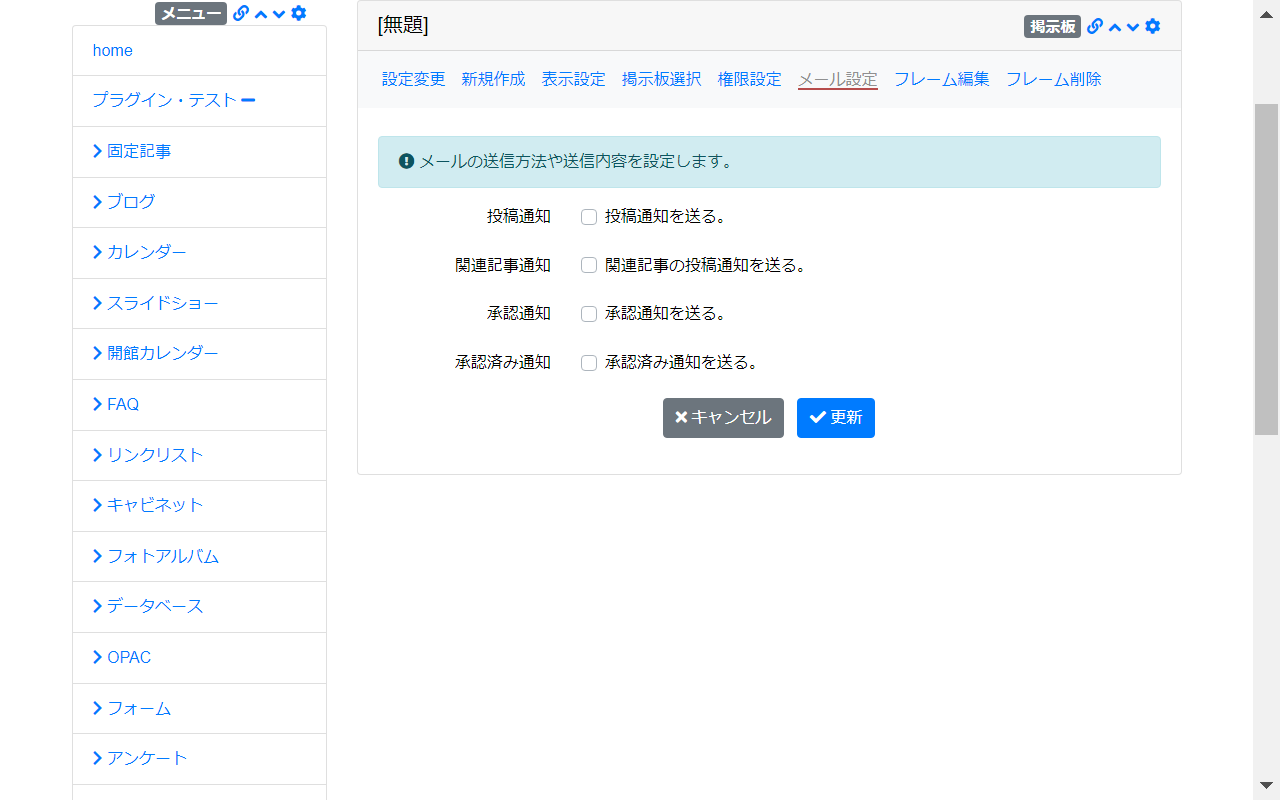 メニュー
home
プラグイン・テスト
固定記事
ブログ
カレンダー
スライドショー
開館カレンダー
FAQ
リンクリスト
キャビネット
フォトアルバム
データベース
OPAC
フォーム
アンケート
[無題]
掲示板
設定変更 新規作成 表示設定 掲示板選択 権限設定 メール設定 フレーム編集 フレーム削除
メールの送信方法や送信内容を設定します。
投稿通知 投稿通知を送る。
関連記事通知 関連記事の投稿通知を送る。
承認通知 承認通知を送る。
承認済み通知 承認済み通知を送る。
キャンセル 更新